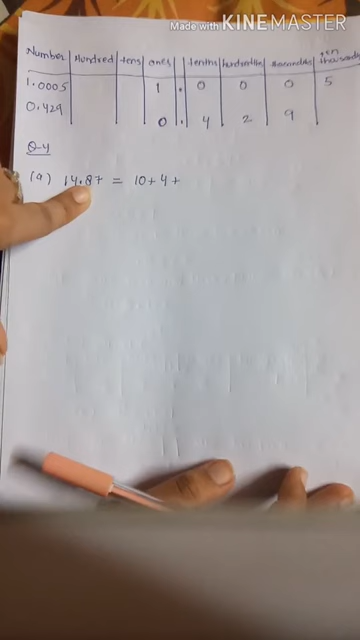 Made with KINEMASTER
Number Hundred tens ones . tenths hundredths thousandths ten thousandths
1.0005 1 . 0 0 0 5
0.429 0 . 4 2 9
Q-4
(a) 14.87 = 10+4+